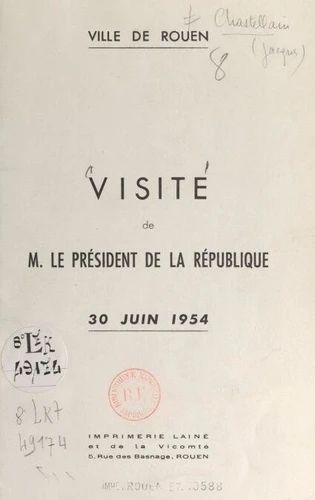 ≠ Chastellain
(Jacques)
VILLE DE ROUEN
8
VISITE
de
M. LE PRÉSIDENT DE LA RÉPUBLIQUE
30 JUIN 1954
8° LK
49174
8 LK7
49174
IMPRIMERIE LAINÉ
et de la Vicomté
5, Rue des Basnage, ROUEN